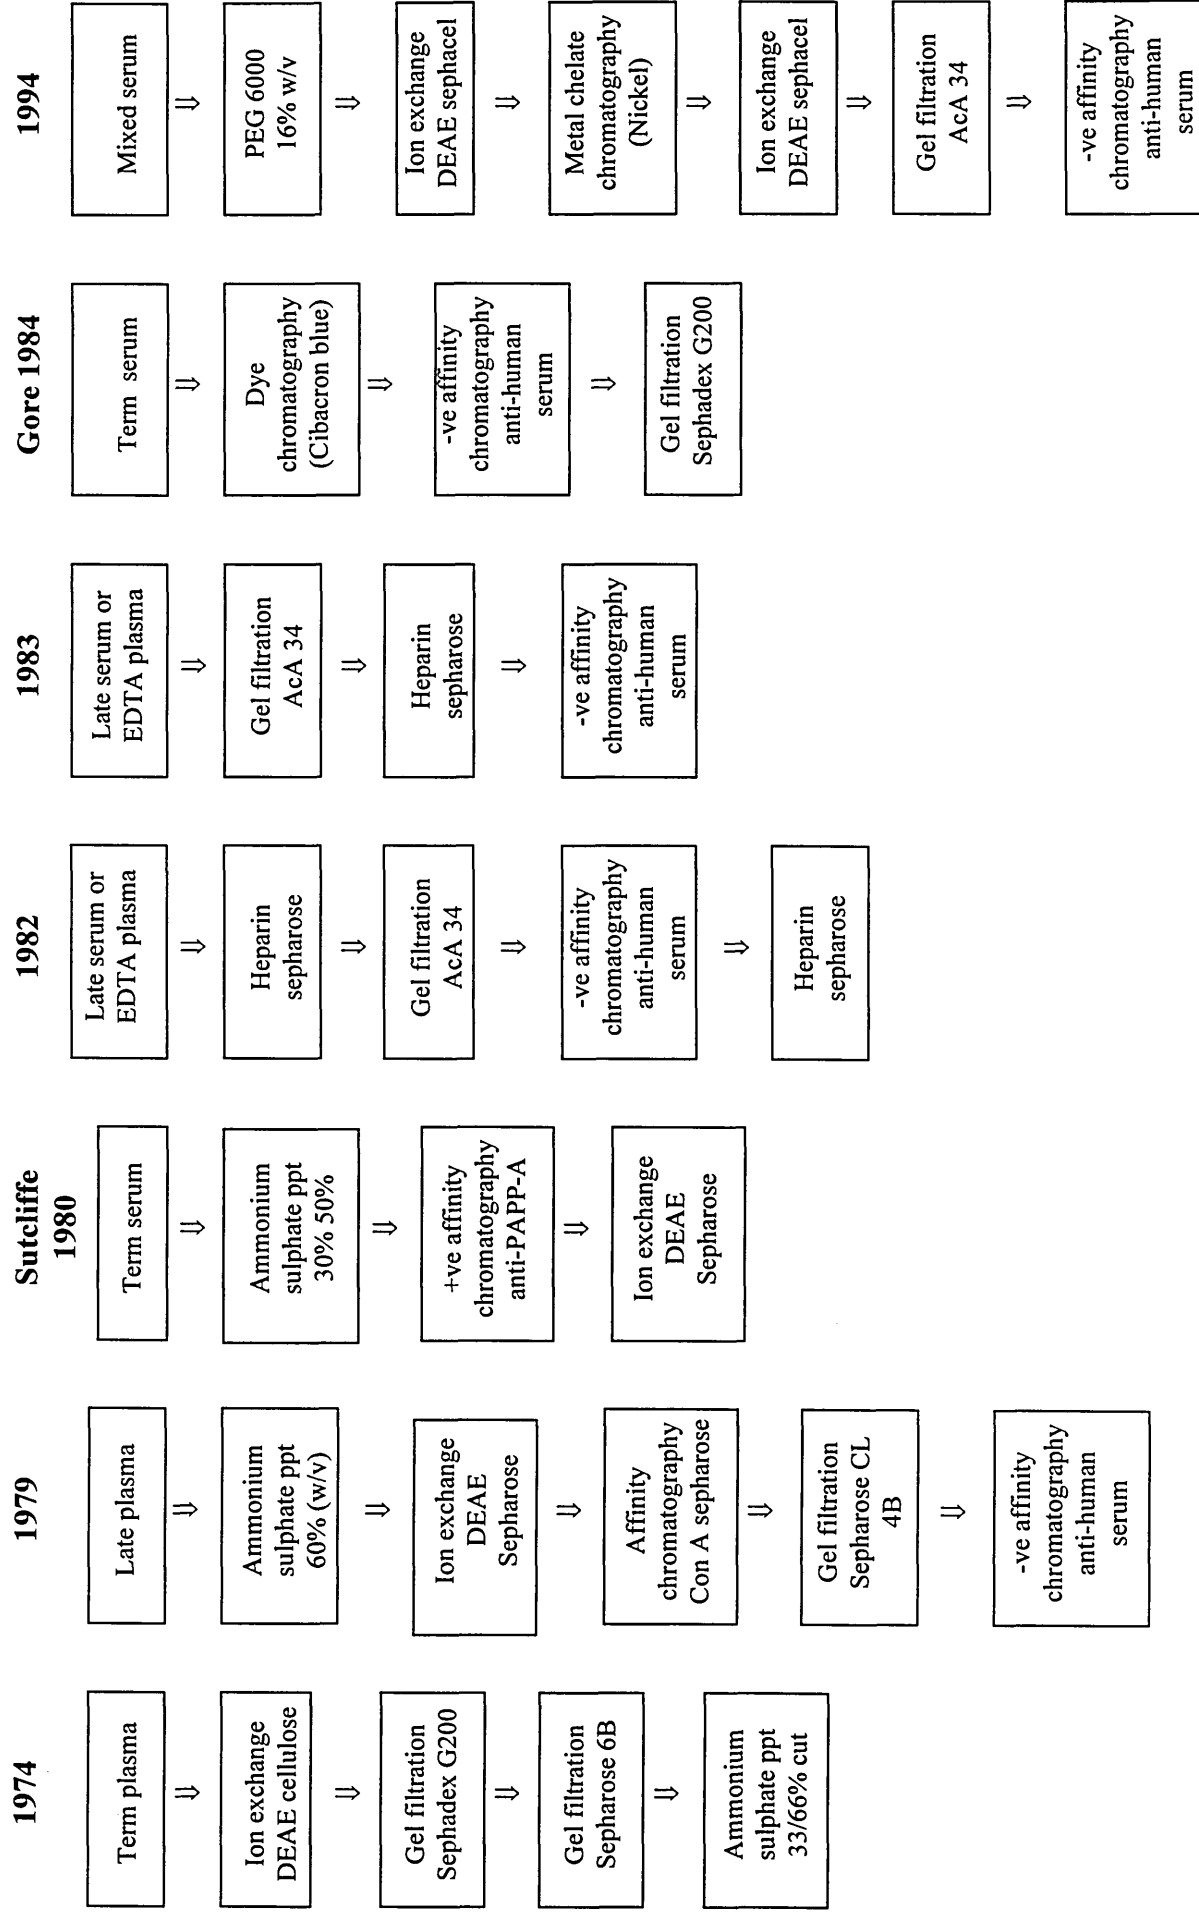 1974
Term plasma
⇓
Ion exchange
DEAE cellulose
⇓
Gel filtration
Sephadex G200
⇓
Gel filtration
Sepharose 6B
⇓
Ammonium
sulphate ppt
33/66% cut
1979
Late plasma
⇓
Ammonium
sulphate ppt
60% (w/v)
⇓
Ion exchange
DEAE
Sepharose
⇓
Affinity
chromatography
Con A sepharose
⇓
Gel filtration
Sepharose CL
4B
⇓
-ve affinity
chromatography
anti-human
serum
Sutcliffe
1980
Term serum
⇓
Ammonium
sulphate ppt
30% 50%
⇓
+ve affinity
chromatography
anti-PAPP-A
⇓
Ion exchange
DEAE
Sepharose
1982
Late serum or
EDTA plasma
⇓
Heparin
sepharose
⇓
Gel filtration
AcA 34
⇓
-ve affinity
chromatography
anti-human
serum
⇓
Heparin
sepharose
1983
Late serum or
EDTA plasma
⇓
Gel filtration
AcA 34
⇓
Heparin
sepharose
⇓
-ve affinity
chromatography
anti-human
serum
Gore 1984
Term serum
⇓
Dye
chromatography
(Cibacron blue)
⇓
-ve affinity
chromatography
anti-human
serum
⇓
Gel filtration
Sephadex G200
1994
Mixed serum
⇓
PEG 6000
16% w/v
⇓
Ion exchange
DEAE sephacel
⇓
Metal chelate
chromatography
(Nickel)
⇓
Ion exchange
DEAE sephacel
⇓
Gel filtration
AcA 34
⇓
-ve affinity
chromatography
anti-human
serum